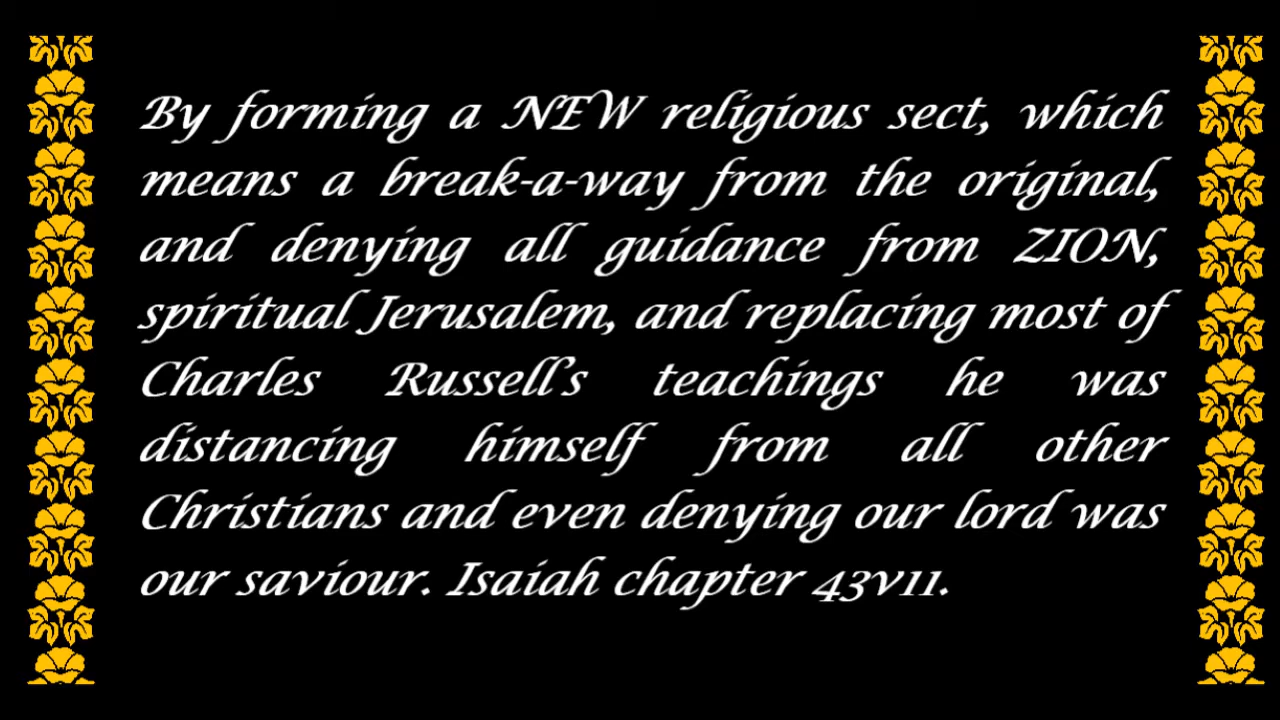 By forming a NEW religious sect, which
means a break-a-way from the original,
and denying all guidance from ZION,
spiritual Jerusalem, and replacing most of
Charles Russell's teachings he was
distancing himself from all other
Christians and even denying our lord was
our saviour. Isaiah chapter 43v11.